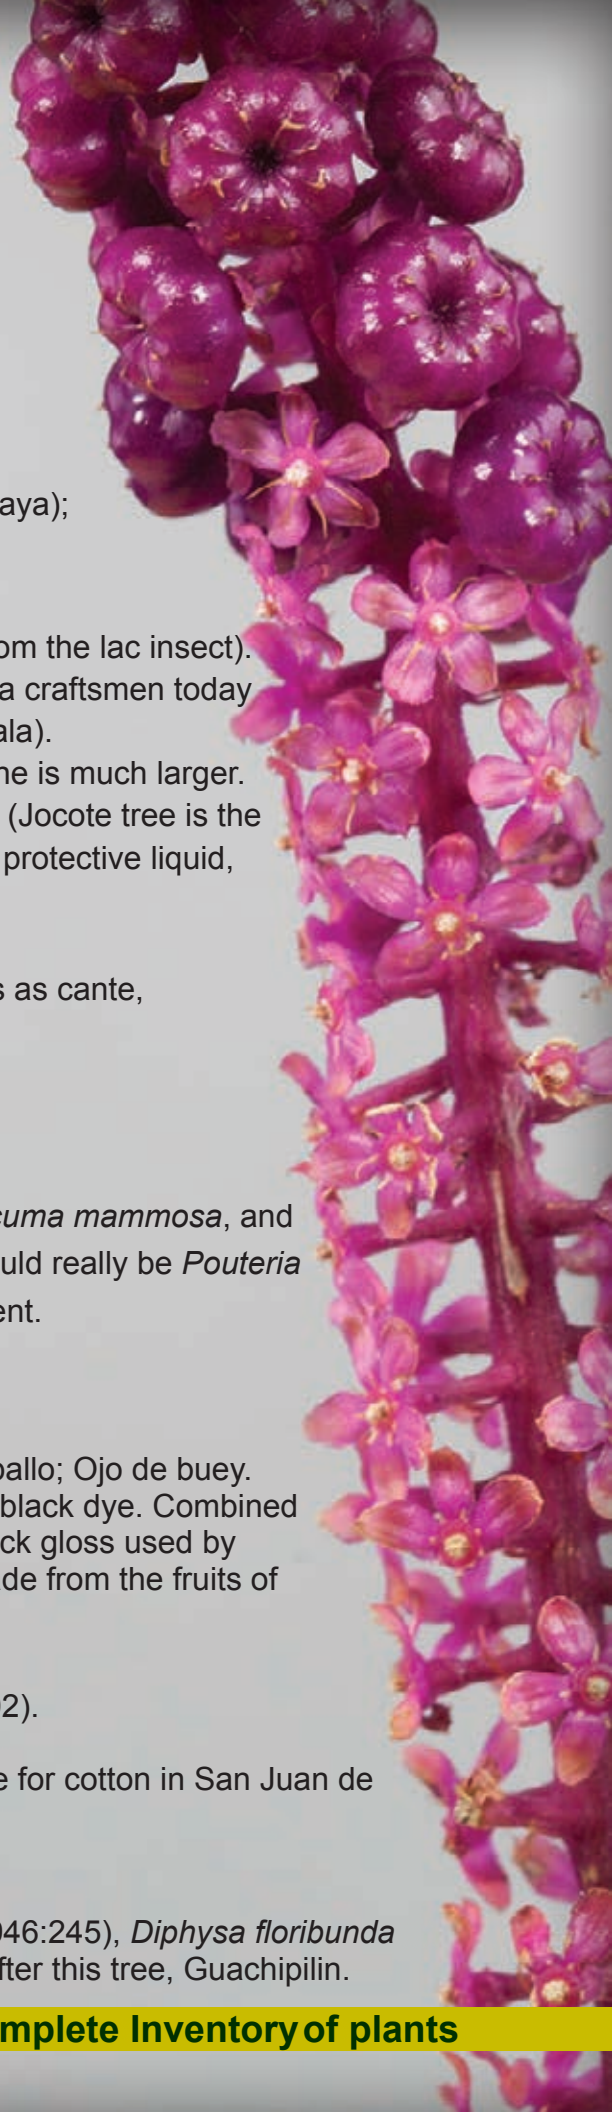 aya);
om the lac insect).
a craftsmen today
ala).
ne is much larger.
(Jocote tree is the
protective liquid,
s as cante,
cuma mammosa, and
uld really be Pouteria
ent.
ballo; Ojo de buey.
black dye. Combined
ck gloss used by
de from the fruits of
02).
e for cotton in San Juan de
046:245), Diphysa floribunda
fter this tree, Guachipilin.
mplete Inventory of plants